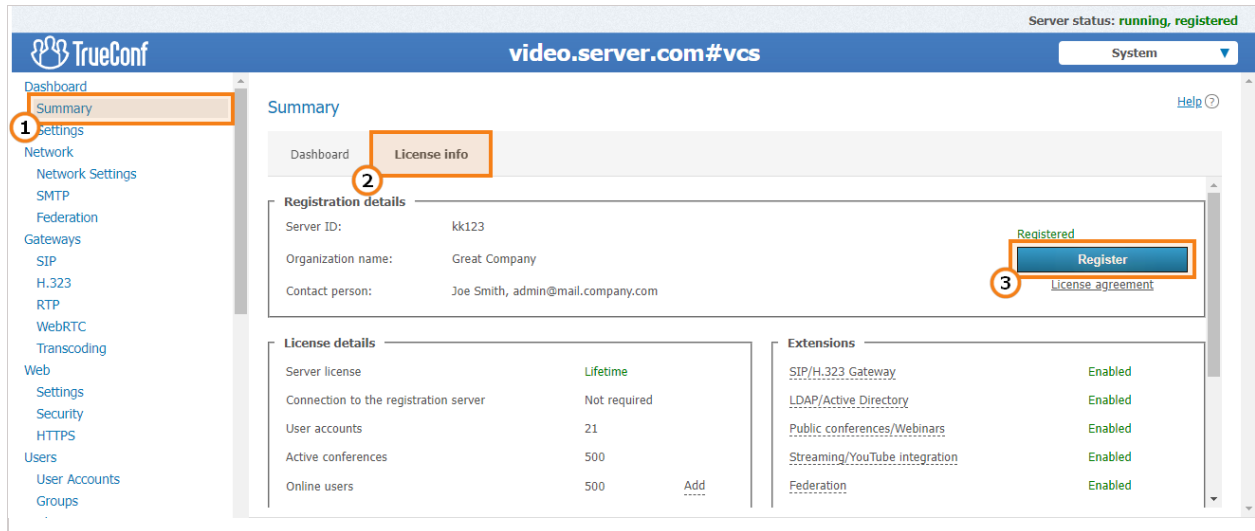 Server status: running, registered
TrueConf
video.server.com#vcs
System
Dashboard
Summary
1
Settings
Network
Network Settings
SMTP
Federation
Gateways
SIP
H.323
RTP
WebRTC
Transcoding
Web
Settings
Security
HTTPS
Users
User Accounts
Groups
Summary
Help ?
Dashboard
License info
2
Registration details
Server ID: kk123
Registered
Organization name: Great Company
Register
Contact person: Joe Smith, admin@mail.company.com
3
License agreement
License details
Server license Lifetime
Connection to the registration server Not required
User accounts 21
Active conferences 500
Online users 500 Add
Extensions
SIP/H.323 Gateway Enabled
LDAP/Active Directory Enabled
Public conferences/Webinars Enabled
Streaming/YouTube integration Enabled
Federation Enabled